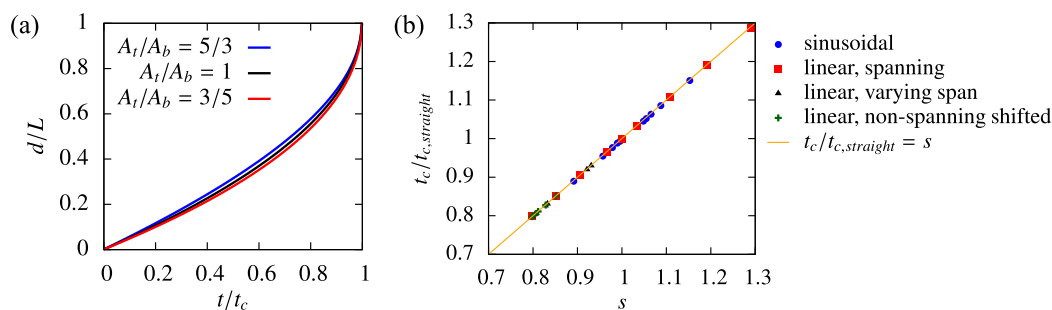 (a)
1
0.8
0.6
0.4
0.2
0
d/L
A_t/A_b = 5/3
A_t/A_b = 1
A_t/A_b = 3/5
0 0.2 0.4 0.6 0.8 1
t/t_c
(b)
1.3
1.2
1.1
1
0.9
0.8
0.7
t_c/t_{c,straight}
0.7 0.8 0.9 1 1.1 1.2 1.3
s
sinusoidal
linear, spanning
linear, varying span
linear, non-spanning shifted
t_c/t_{c,straight} = s